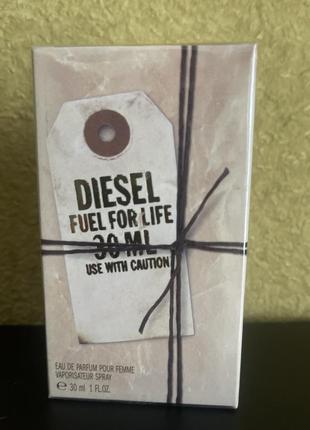 DIESEL
FUEL FOR LIFE
30 ML
USE WITH CAUTION
EAU DE PARFUM POUR FEMME
VAPORISATEUR SPRAY
℮ 30 ml 1 FL.OZ.